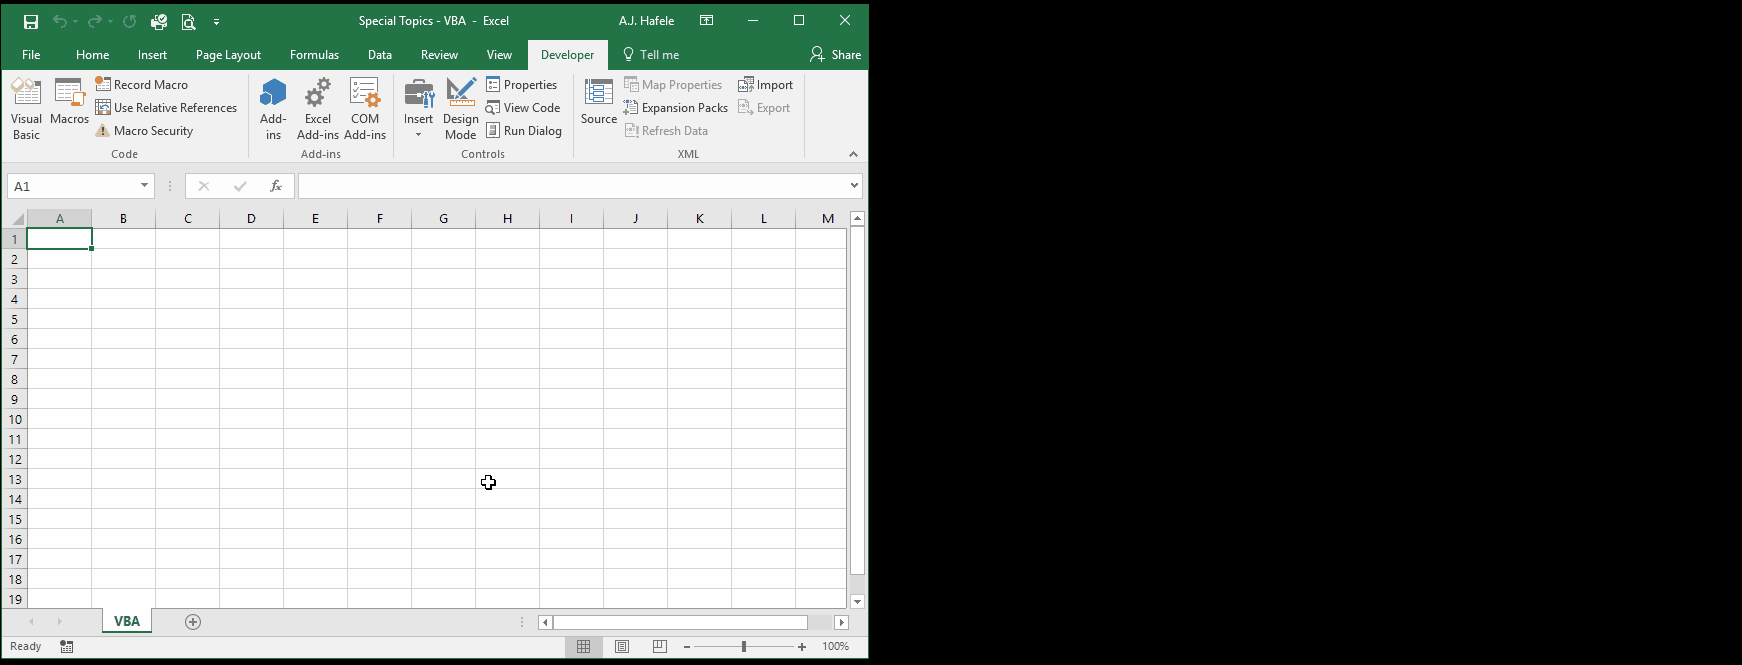 Special Topics - VBA - Excel
A.J. Hafele
File Home Insert Page Layout Formulas Data Review View Developer Tell me Share
Visual Basic
Macros
Record Macro
Use Relative References
Macro Security
Code
Add-ins
Excel Add-ins
COM Add-ins
Add-ins
Insert
Design Mode
Properties
View Code
Run Dialog
Controls
Source
Map Properties
Expansion Packs
Refresh Data
Import
Export
XML
A1
fx
A B C D E F G H I J K L M
1
2
3
4
5
6
7
8
9
10
11
12
13
14
15
16
17
18
19
VBA
Ready
100%